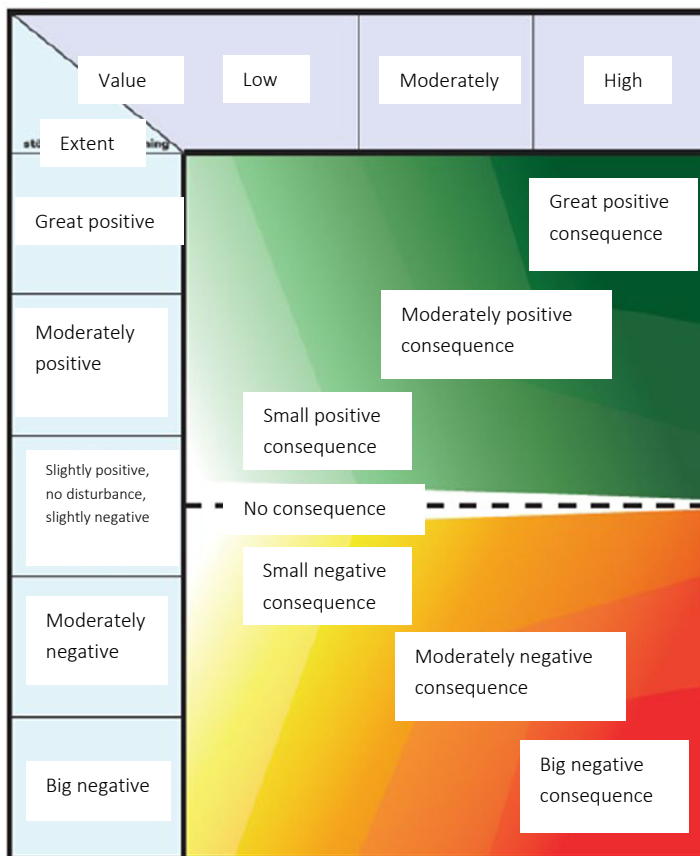 Value
Low
Moderately
High
Extent
Great positive
Great positive
consequence
Moderately
positive
Moderately positive
consequence
Small positive
consequence
Slightly positive,
no disturbance,
slightly negative
No consequence
Small negative
consequence
Moderately
negative
Moderately negative
consequence
Big negative
Big negative
consequence